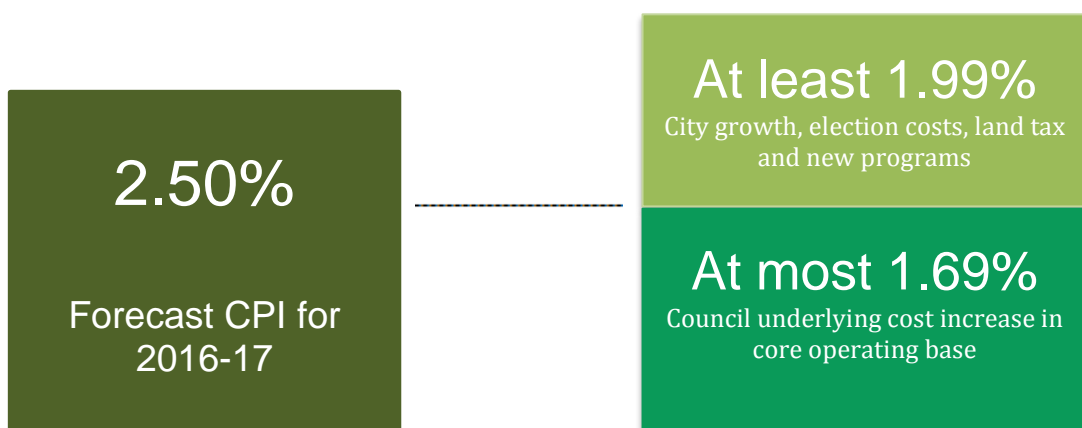 2.50%
Forecast CPI for
2016-17
At least 1.99%
City growth, election costs, land tax
and new programs
At most 1.69%
Council underlying cost increase in
core operating base